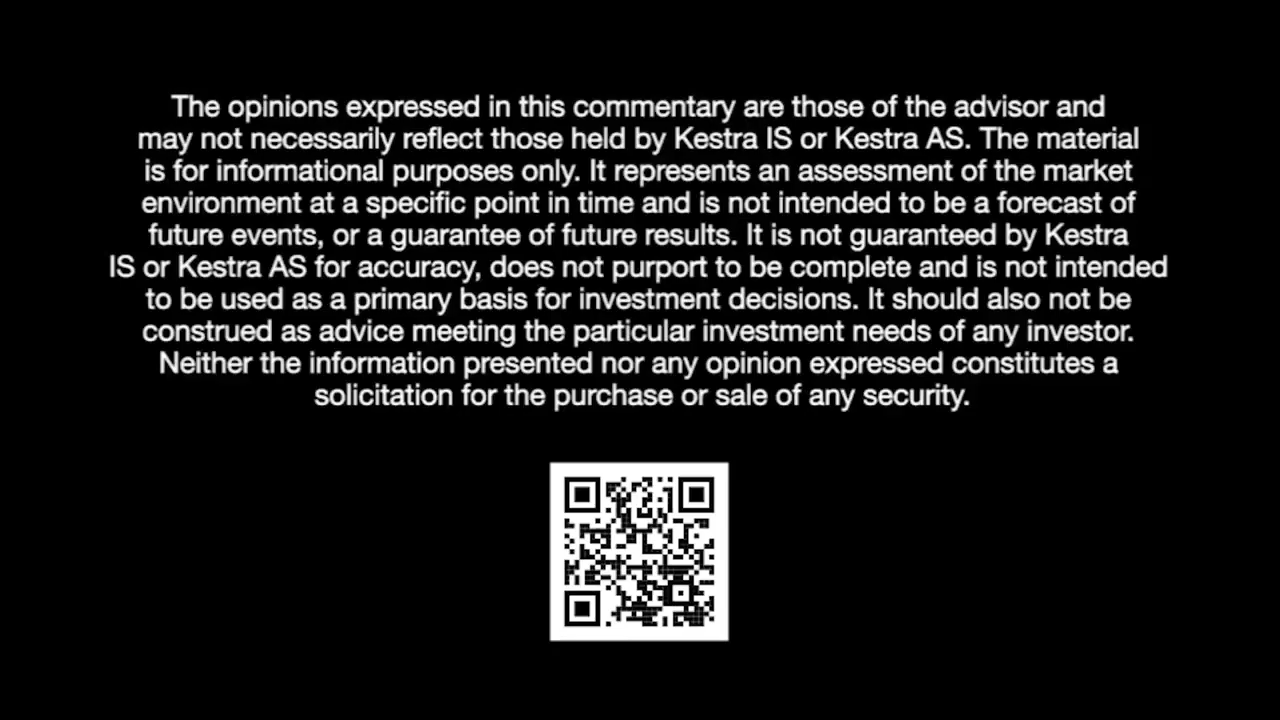 The opinions expressed in this commentary are those of the advisor and
may not necessarily reflect those held by Kestra IS or Kestra AS. The material
is for informational purposes only. It represents an assessment of the market
environment at a specific point in time and is not intended to be a forecast of
future events, or a guarantee of future results. It is not guaranteed by Kestra
IS or Kestra AS for accuracy, does not purport to be complete and is not intended
to be used as a primary basis for investment decisions. It should also not be
construed as advice meeting the particular investment needs of any investor.
Neither the information presented nor any opinion expressed constitutes a
solicitation for the purchase or sale of any security.